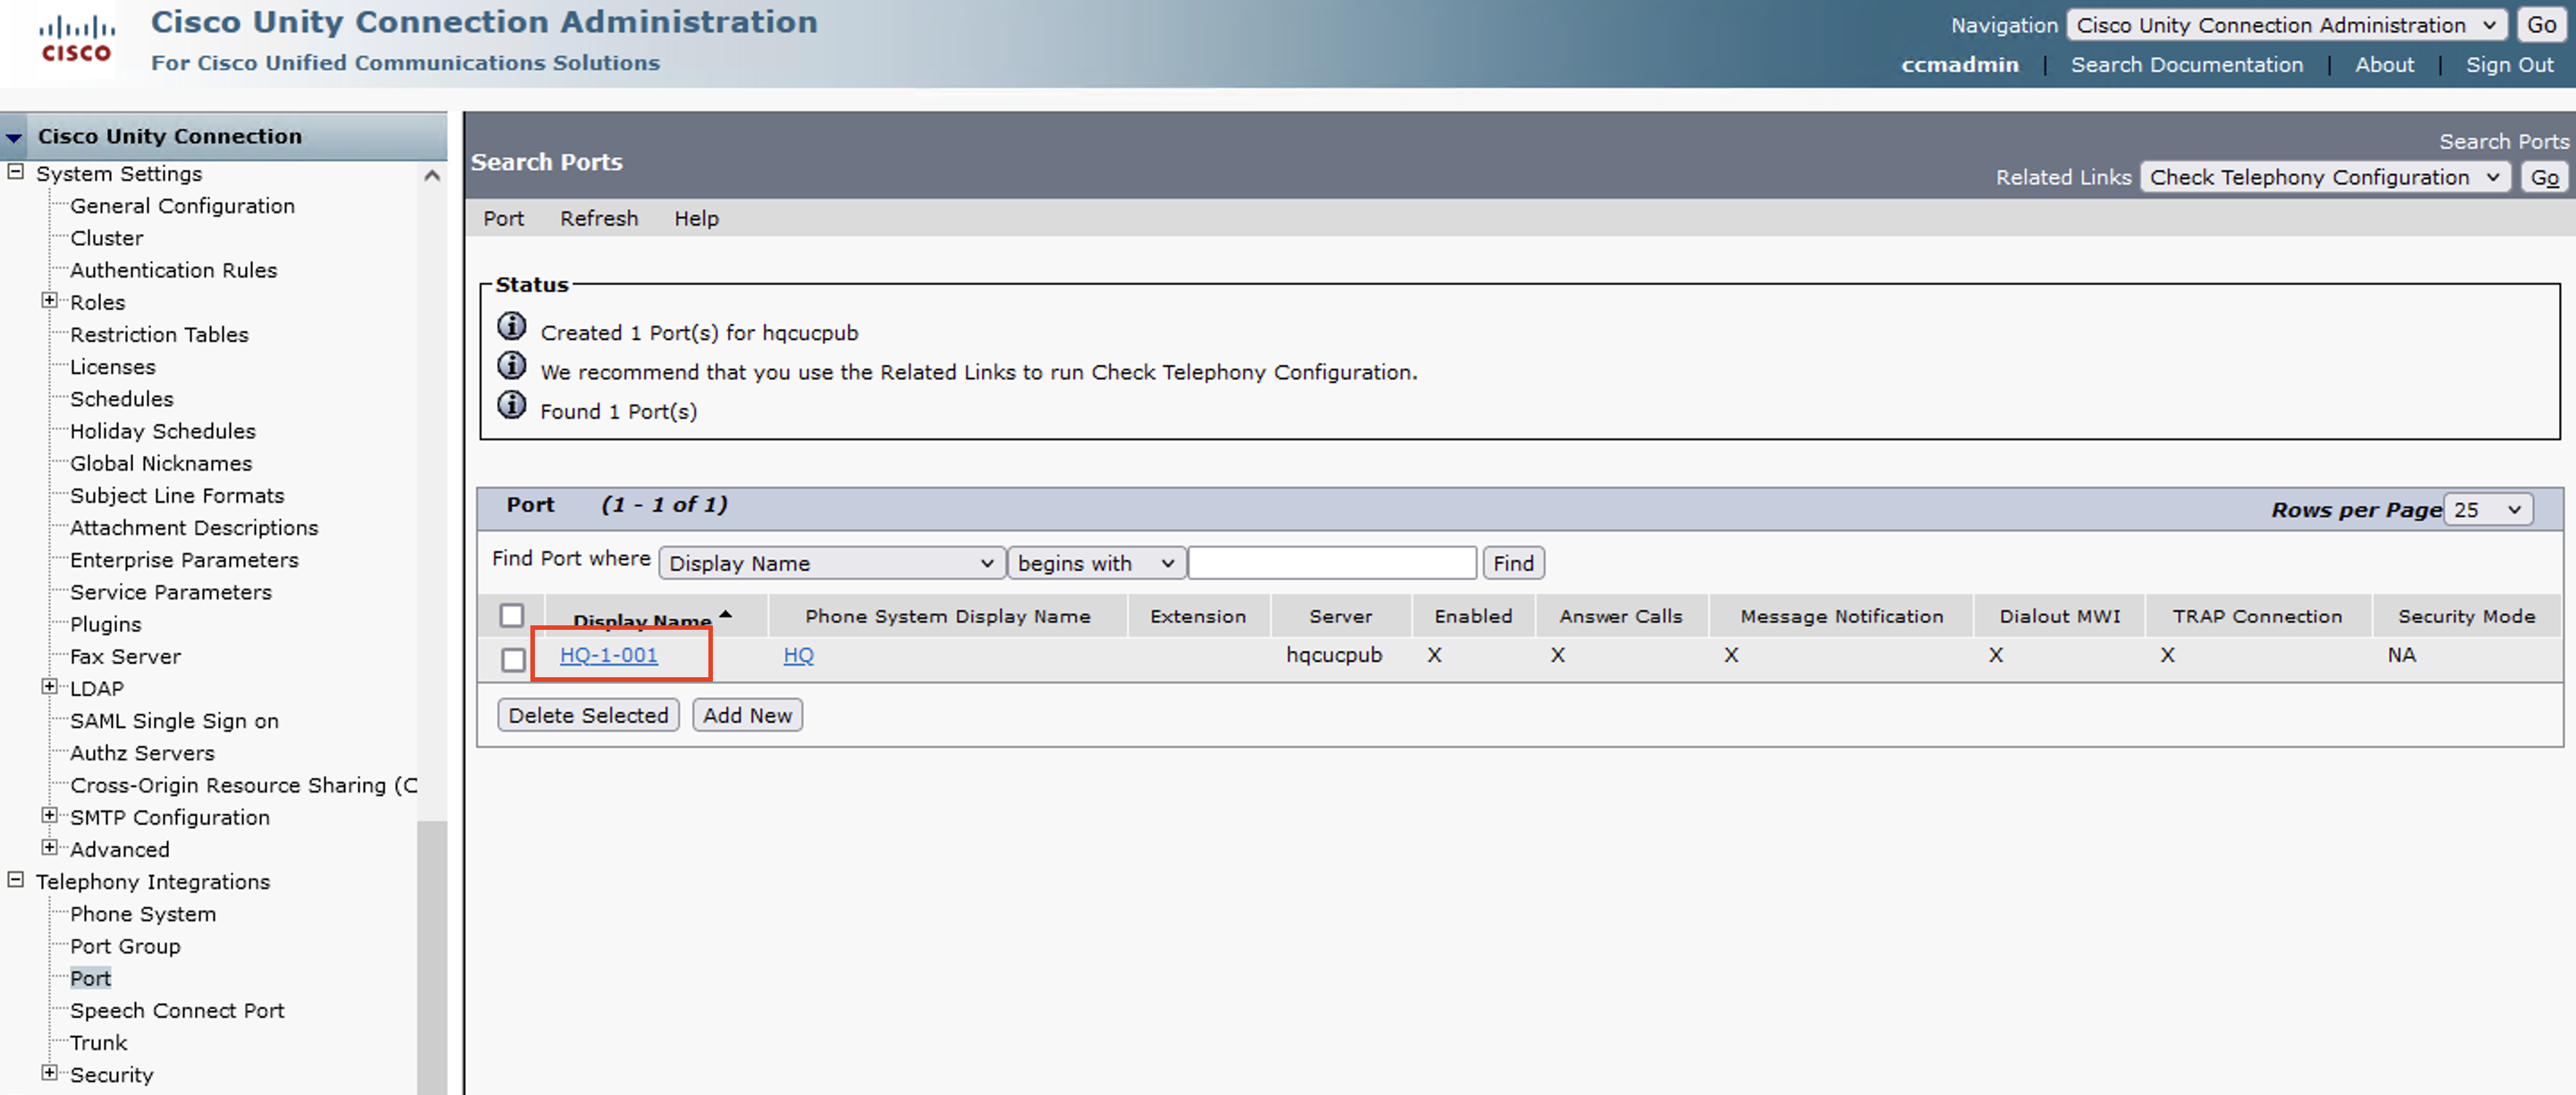 CISCO
Cisco Unity Connection Administration
For Cisco Unified Communications Solutions
Navigation Cisco Unity Connection Administration Go
ccmadmin | Search Documentation | About | Sign Out
Cisco Unity Connection
System Settings
General Configuration
Cluster
Authentication Rules
Roles
Restriction Tables
Licenses
Schedules
Holiday Schedules
Global Nicknames
Subject Line Formats
Attachment Descriptions
Enterprise Parameters
Service Parameters
Plugins
Fax Server
LDAP
SAML Single Sign on
Authz Servers
Cross-Origin Resource Sharing (C
SMTP Configuration
Advanced
Telephony Integrations
Phone System
Port Group
Port
Speech Connect Port
Trunk
Security
Search Ports
Search Ports
Related Links Check Telephony Configuration Go
Port Refresh Help
Status
Created 1 Port(s) for hqcucpub
We recommend that you use the Related Links to run Check Telephony Configuration.
Found 1 Port(s)
Port (1 - 1 of 1) Rows per Page 25
Find Port where Display Name begins with Find
Display Name Phone System Display Name Extension Server Enabled Answer Calls Message Notification Dialout MWI TRAP Connection Security Mode
HQ-1-001 HQ hqcucpub X X X X X NA
Delete Selected Add New